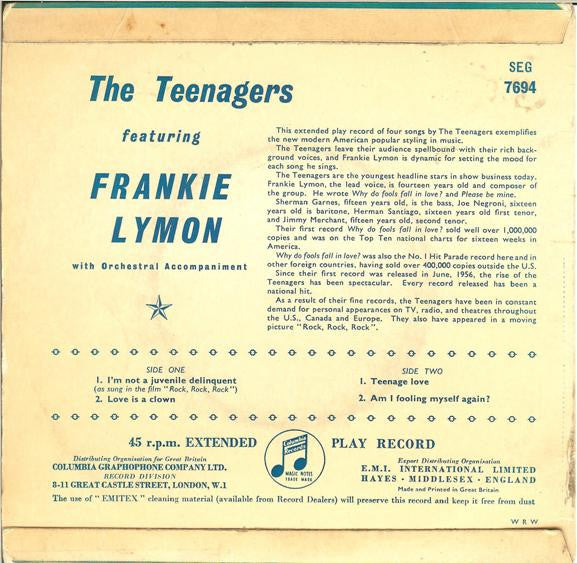 SEG
7694
The Teenagers
featuring
FRANKIE
LYMON
with Orchestral Accompaniment
This extended play record of four songs by The Teenagers exemplifies
the new modern American popular styling in music.
The Teenagers leave their audience spellbound with their rich back-
ground voices, and Frankie Lymon is dynamic for setting the mood for
each song he sings.
The Teenagers are the youngest headline stars in show business today.
Frankie Lymon, the lead voice, is fourteen years old and composer of
the group. He wrote Why do fools fall in love? and Please be mine.
Sherman Garnes, fifteen years old, is the bass, Joe Negroni, sixteen
years old is baritone, Herman Santiago, sixteen years old first tenor,
and Jimmy Merchant, fifteen years old, second tenor.
Their first record Why do fools fall in love? sold well over 1,000,000
copies and was on the Top Ten national charts for sixteen weeks in
America.
Why do fools fall in love? was also the No. 1 Hit Parade record here and in
other foreign countries, having sold over 400,000 copies outside the U.S.
Since their first record was released in June, 1956, the rise of the
Teenagers has been spectacular. Every record released has been a
national hit.
As a result of their fine records, the Teenagers have been in constant
demand for personal appearances on TV, radio, and theatres throughout
the U.S., Canada and Europe. They also have appeared in a moving
picture "Rock, Rock, Rock".
SIDE ONE
1. I'm not a juvenile delinquent
(as sung in the film "Rock, Rock, Rock")
2. Love is a clown
SIDE TWO
1. Teenage love
2. Am I fooling myself again?
45 r.p.m. EXTENDED PLAY RECORD
Columbia
Records
MAGIC NOTES
TRADE MARK
Distributing Organisation for Great Britain
COLUMBIA GRAPHOPHONE COMPANY LTD.
RECORD DIVISION
8-11 GREAT CASTLE STREET, LONDON, W.1
Export Distributing Organisation
E.M.I. INTERNATIONAL LIMITED
HAYES · MIDDLESEX · ENGLAND
Made and Printed in Great Britain
The use of "EMITEX" cleaning material (available from Record Dealers) will preserve this record and keep it free from dust
W R W